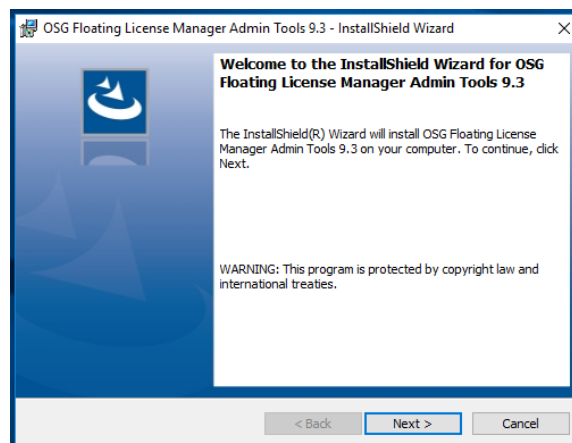 OSG Floating License Manager Admin Tools 9.3 - InstallShield Wizard
Welcome to the InstallShield Wizard for OSG
Floating License Manager Admin Tools 9.3
The InstallShield(R) Wizard will install OSG Floating License
Manager Admin Tools 9.3 on your computer. To continue, click
Next.
WARNING: This program is protected by copyright law and
international treaties.
< Back
Next >
Cancel